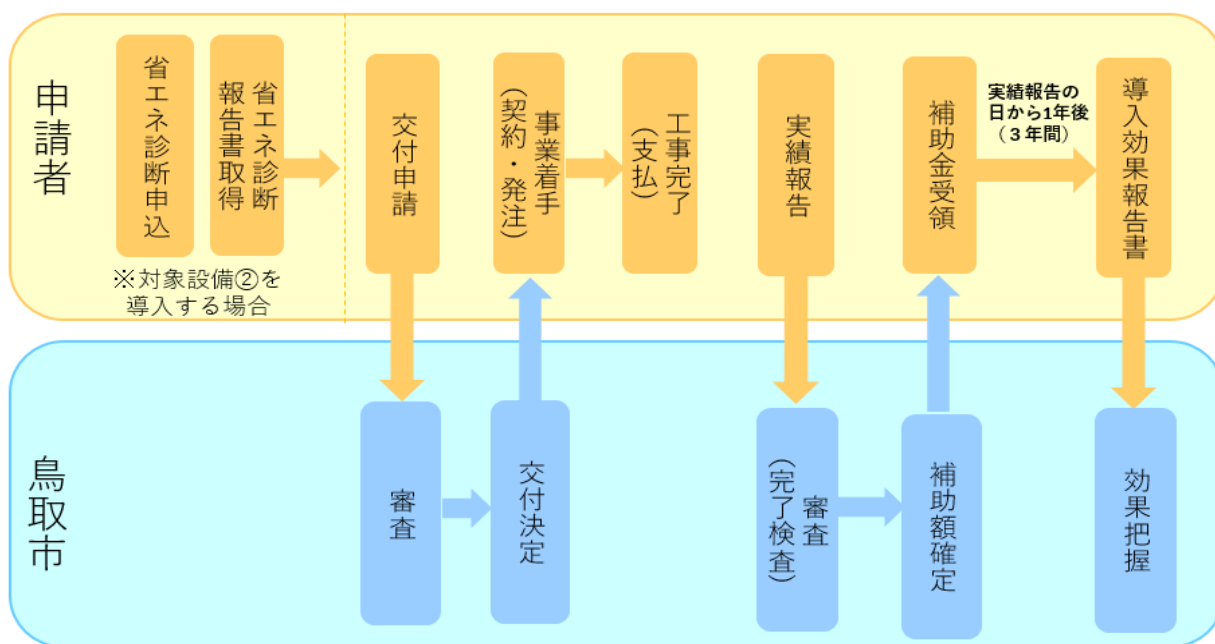 申請者
省エネ診断申込
省エネ診断
報告書取得
※対象設備②を
導入する場合
交付申請
事業着手
(契約・発注)
工事完了
(支払)
実績報告
補助金受領
実績報告の
日から1年後
(３年間)
導入効果報告書
鳥取市
審査
交付決定
審査
(完了検査)
補助額確定
効果把握